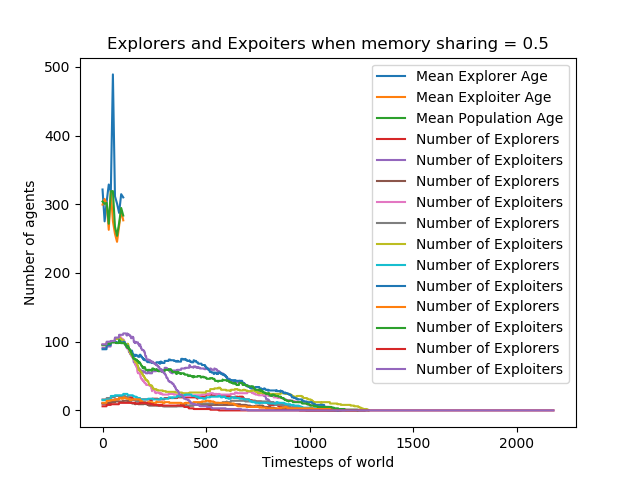 Explorers and Expoiters when memory sharing = 0.5
Number of agents
500
400
300
200
100
0
Mean Explorer Age
Mean Exploiter Age
Mean Population Age
Number of Explorers
Number of Exploiters
Number of Explorers
Number of Exploiters
Number of Explorers
Number of Exploiters
Number of Explorers
Number of Exploiters
Number of Explorers
Number of Exploiters
Number of Explorers
Number of Exploiters
0 500 1000 1500 2000
Timesteps of world